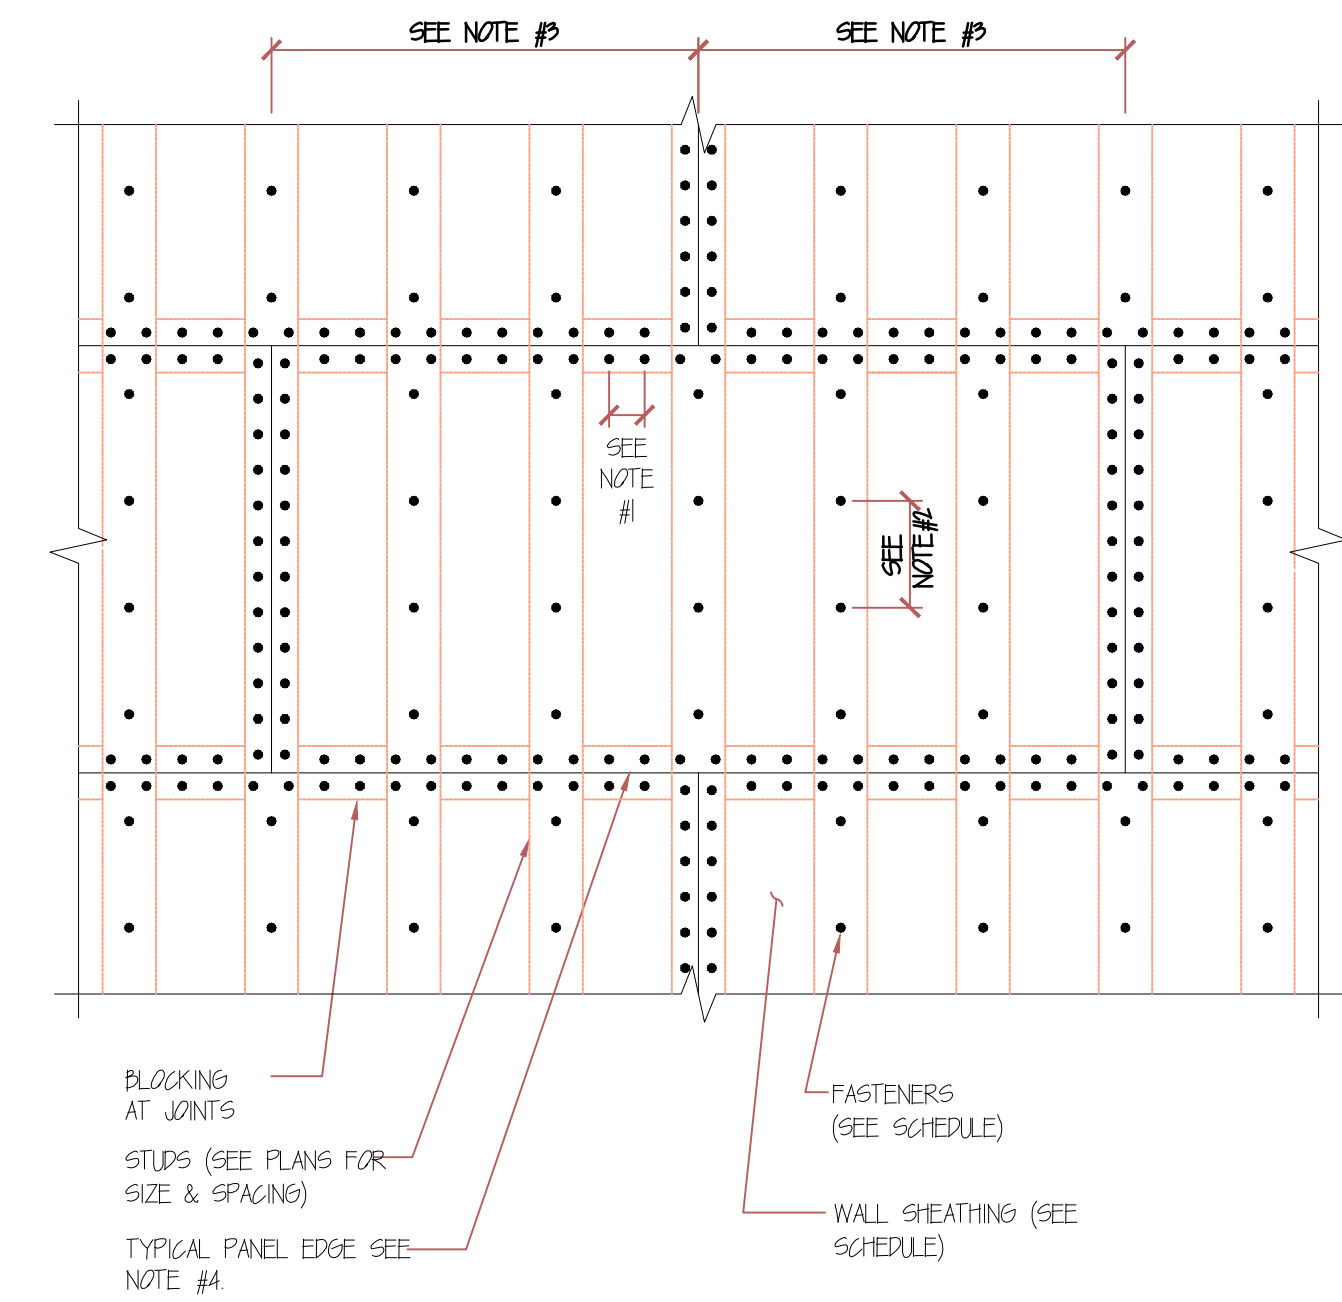 SEE NOTE #3
SEE NOTE #3
SEE
NOTE
#1
SEE
NOTE#2
BLOCKING
AT JOINTS
STUDS (SEE PLANS FOR
SIZE & SPACING)
TYPICAL PANEL EDGE SEE
NOTE #4.
FASTENERS
(SEE SCHEDULE)
WALL SHEATHING (SEE
SCHEDULE)